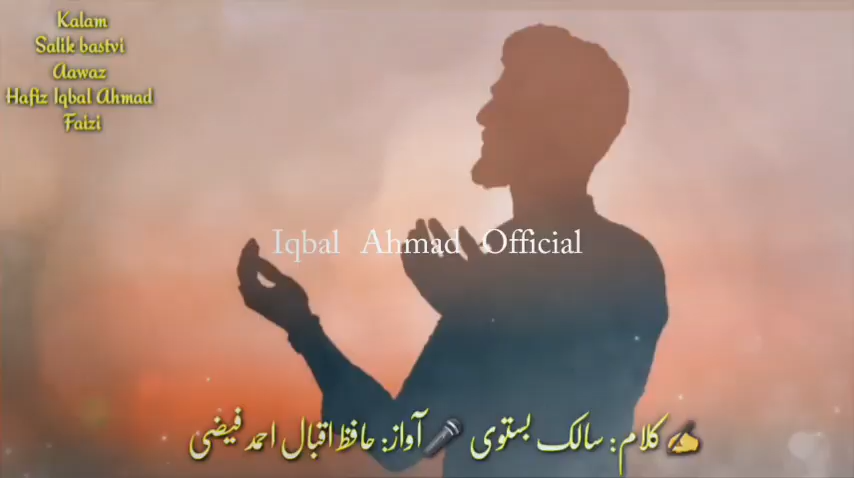 Kalam
Salik bastvi
Aawaz
Hafiz Iqbal Ahmad
Faizi
Iqbal Ahmad Official
✍️ کلام: سالک بستوی 🎤 آواز: حافظ اقبال احمد فیضی